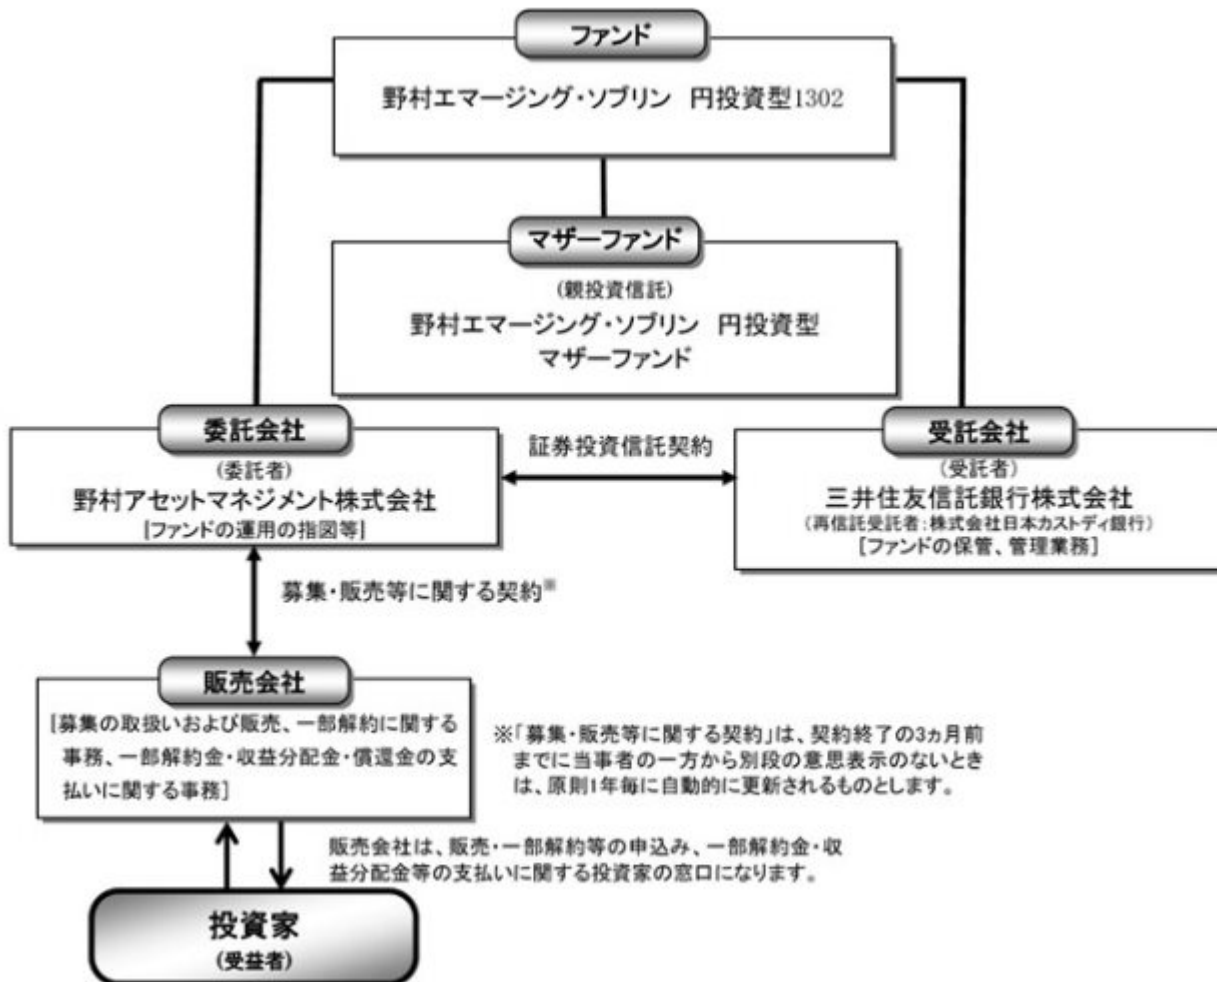 ファンド
野村エマージング・ソブリン 円投資型1302
マザーファンド
(親投資信託)
野村エマージング・ソブリン 円投資型
マザーファンド
委託会社
(委託者)
野村アセットマネジメント株式会社
[ファンドの運用の指図等]
証券投資信託契約
受託会社
(受託者)
三井住友信託銀行株式会社
(再信託受託者:株式会社日本カストディ銀行)
[ファンドの保管、管理業務]
募集・販売等に関する契約※
販売会社
[募集の取扱いおよび販売、一部解約に関する
事務、一部解約金・収益分配金・償還金の支
払いに関する事務]
※「募集・販売等に関する契約」は、契約終了の3ヵ月前
までに当事者の一方から別段の意思表示のないとき
は、原則1年毎に自動的に更新されるものとします。
販売会社は、販売・一部解約等の申込み、一部解約金・収
益分配金等の支払いに関する投資家の窓口になります。
投資家
(受益者)